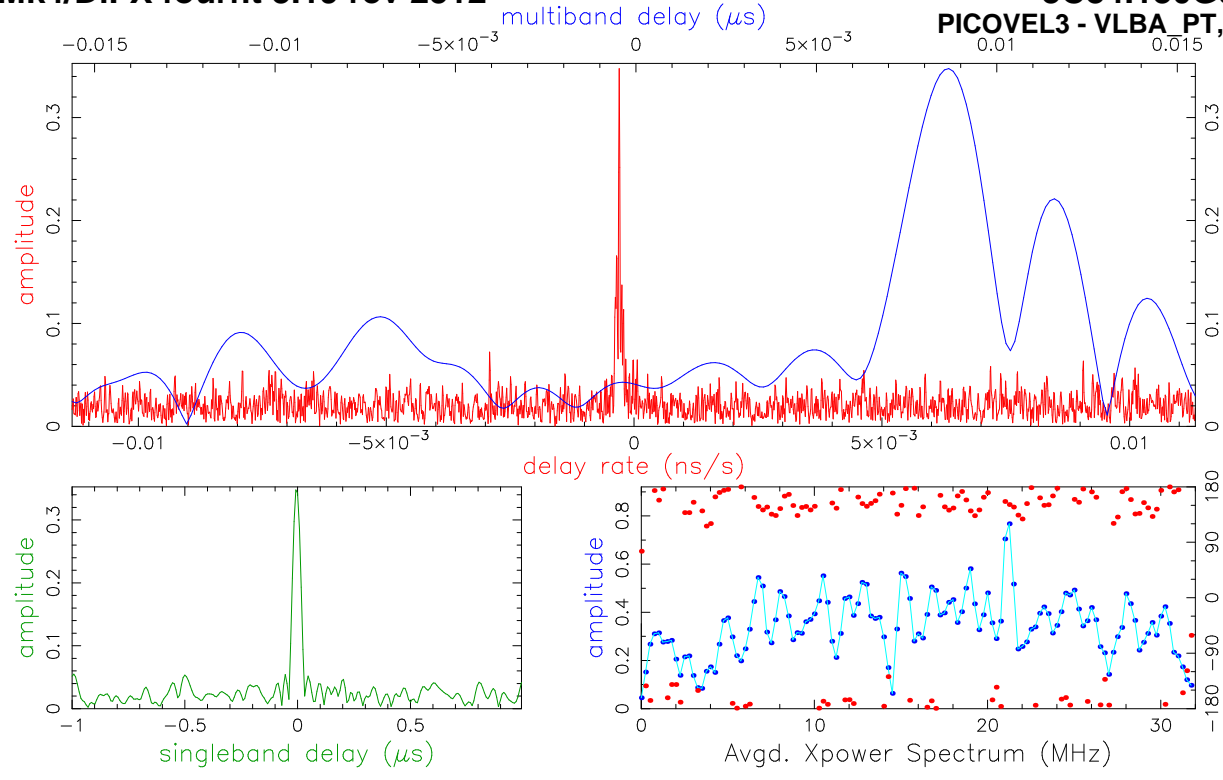 multiband delay (μs)
PICOVEL3 - VLBA_PT,
−0.015 −0.01 −5×10⁻³ 0 5×10⁻³ 0.01 0.015
amplitude
0 0.1 0.2 0.3
0 0.1 0.2 0.3
−0.01 −5×10⁻³ 0 5×10⁻³ 0.01
delay rate (ns/s)
amplitude
0 0.1 0.2 0.3
−1 −0.5 0 0.5
singleband delay (μs)
amplitude
0 0.2 0.4 0.6 0.8
−180 −90 0 90 180
0 10 20 30
Avgd. Xpower Spectrum (MHz)